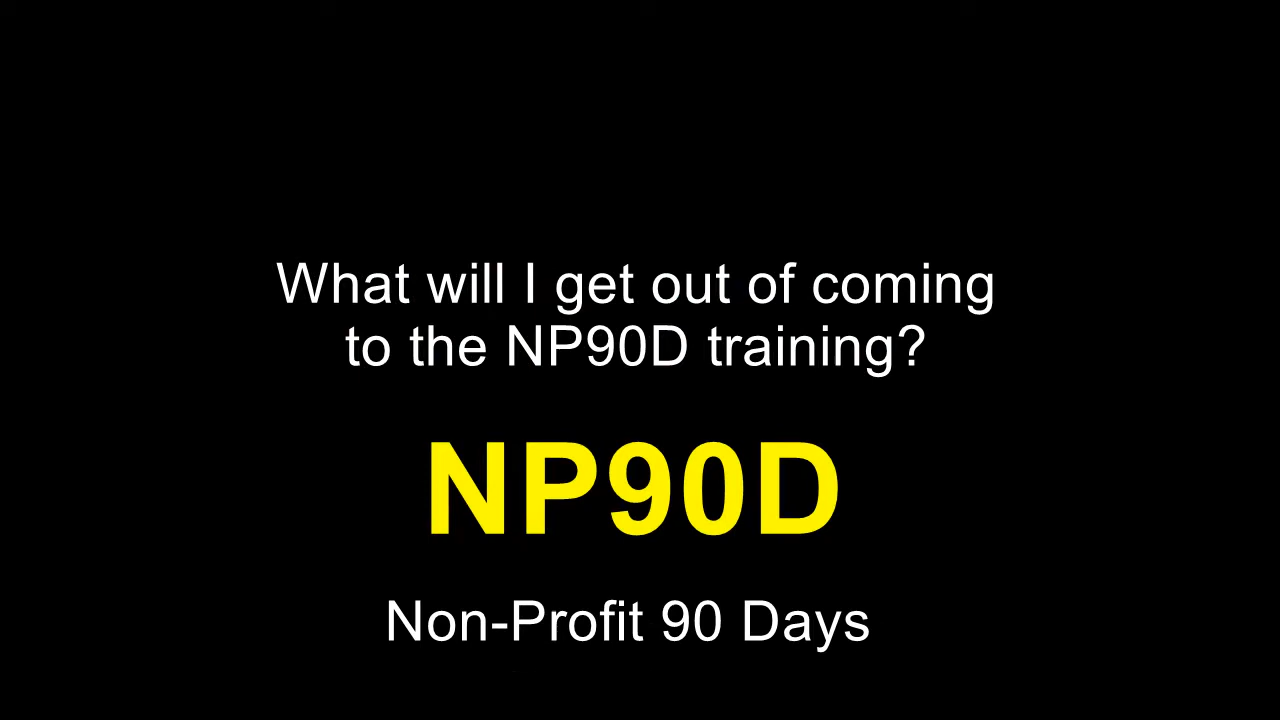 What will I get out of coming
to the NP90D training?
NP90D
Non-Profit 90 Days